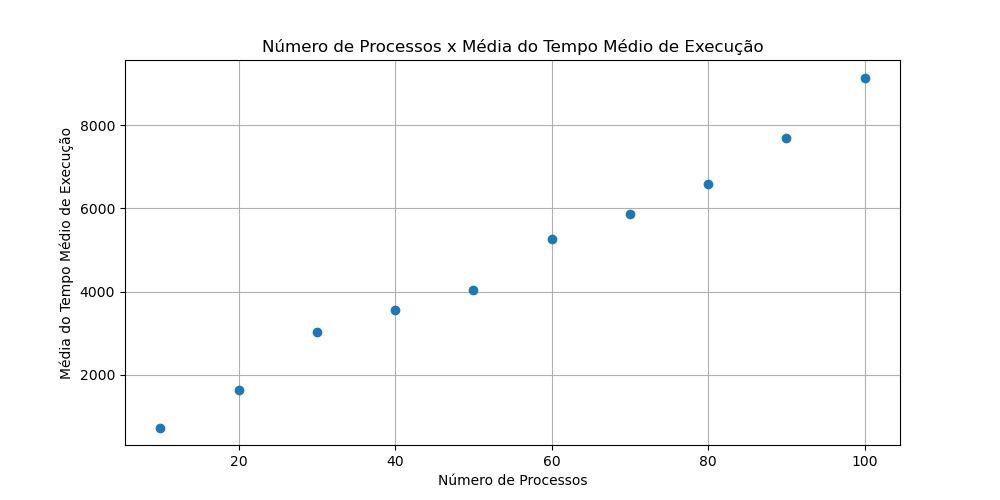 Número de Processos x Média do Tempo Médio de Execução
Média do Tempo Médio de Execução
8000
6000
4000
2000
20 40 60 80 100
Número de Processos